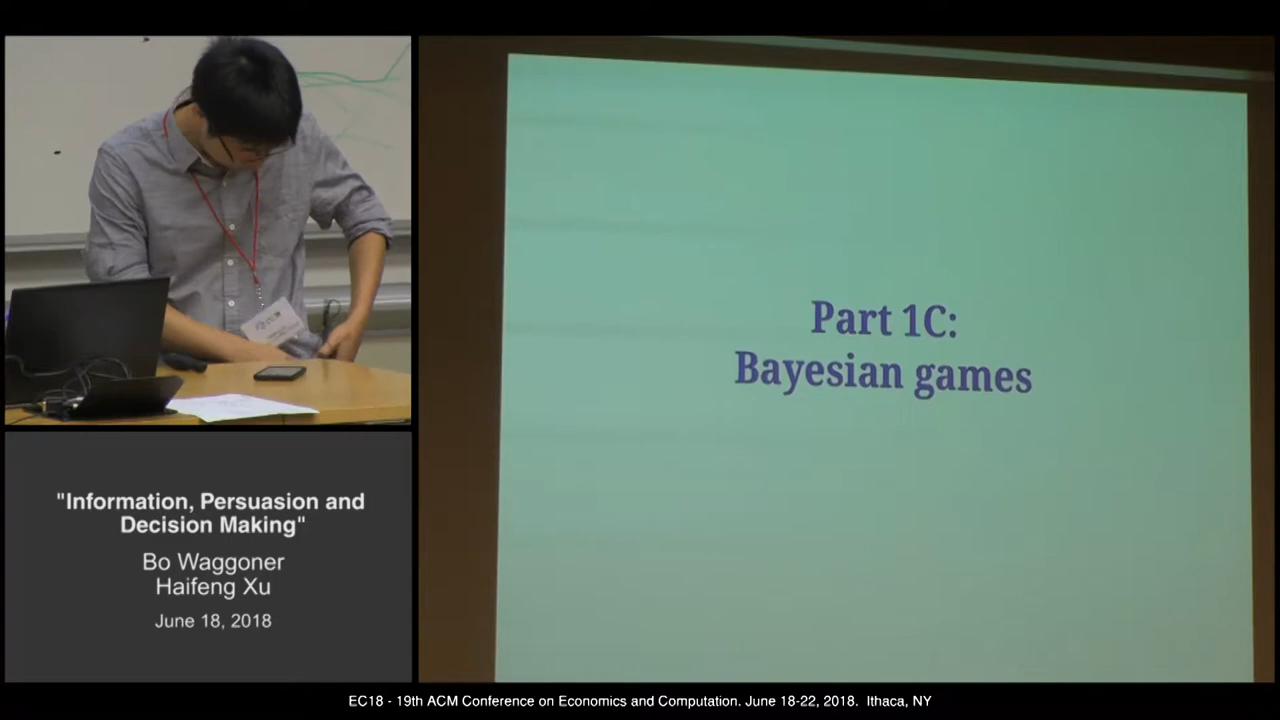 Part 1C:
Bayesian games
"Information, Persuasion and
Decision Making"
Bo Waggoner
Haifeng Xu
June 18, 2018
EC18 - 19th ACM Conference on Economics and Computation. June 18-22, 2018.  Ithaca, NY